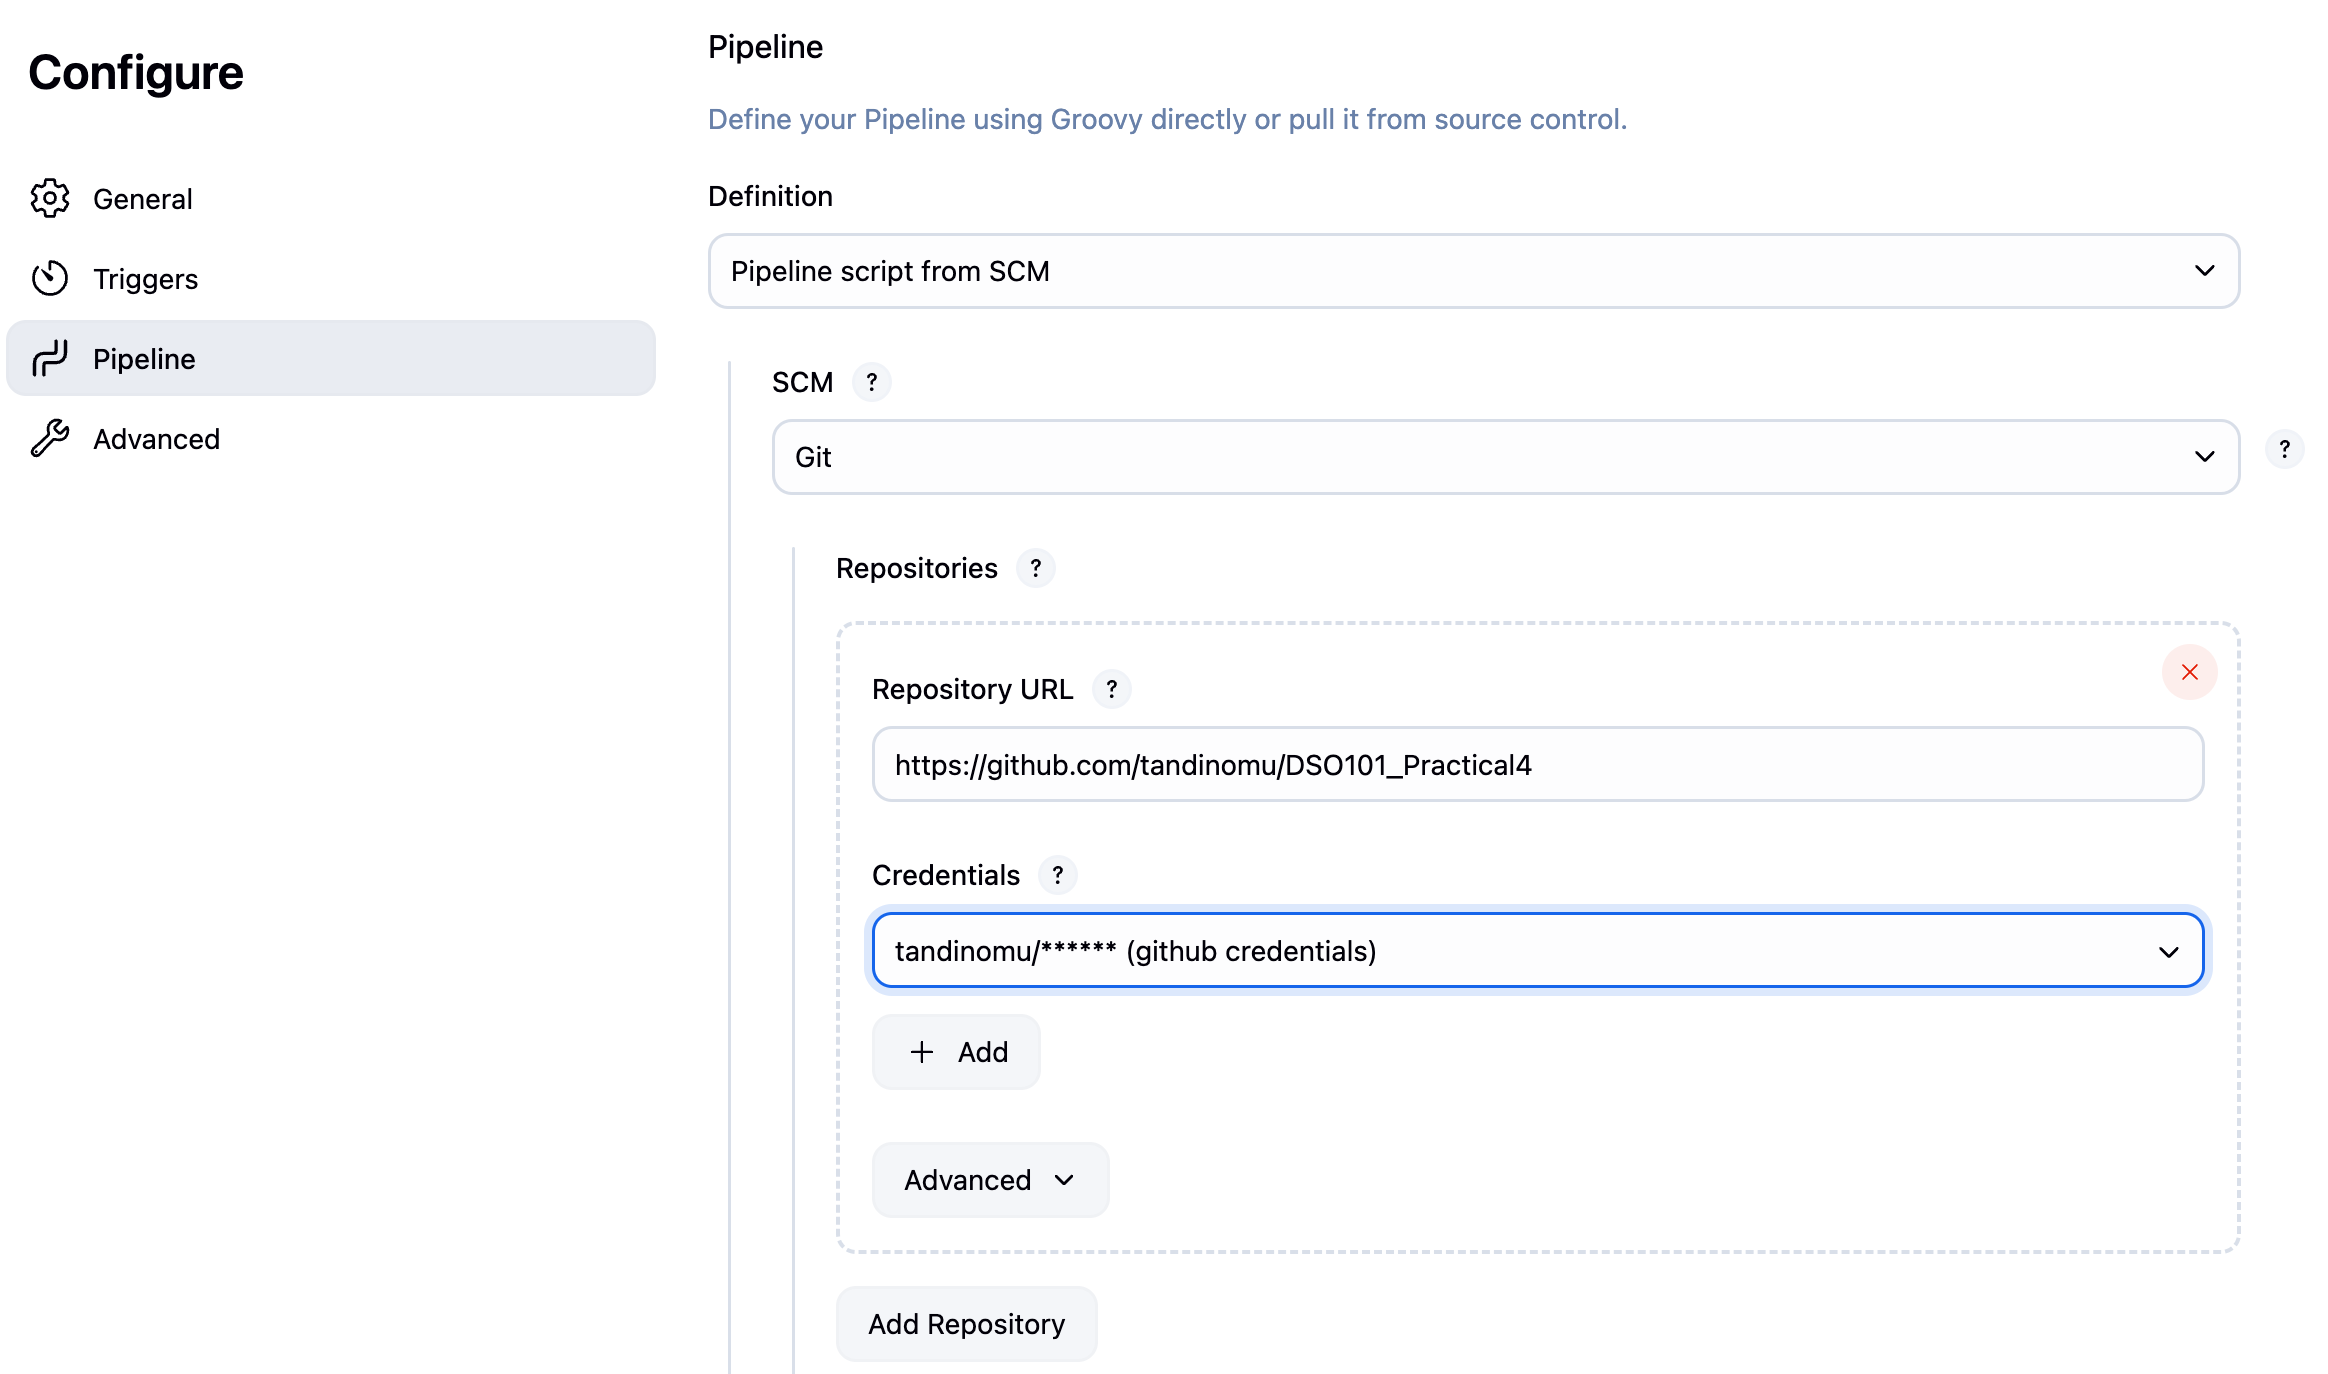 Configure
General
Triggers
Pipeline
Advanced
Pipeline
Define your Pipeline using Groovy directly or pull it from source control.
Definition
Pipeline script from SCM
SCM ?
Git
?
Repositories ?
Repository URL ?
https://github.com/tandinomu/DSO101_Practical4
Credentials ?
tandinomu/****** (github credentials)
+ Add
Advanced
Add Repository